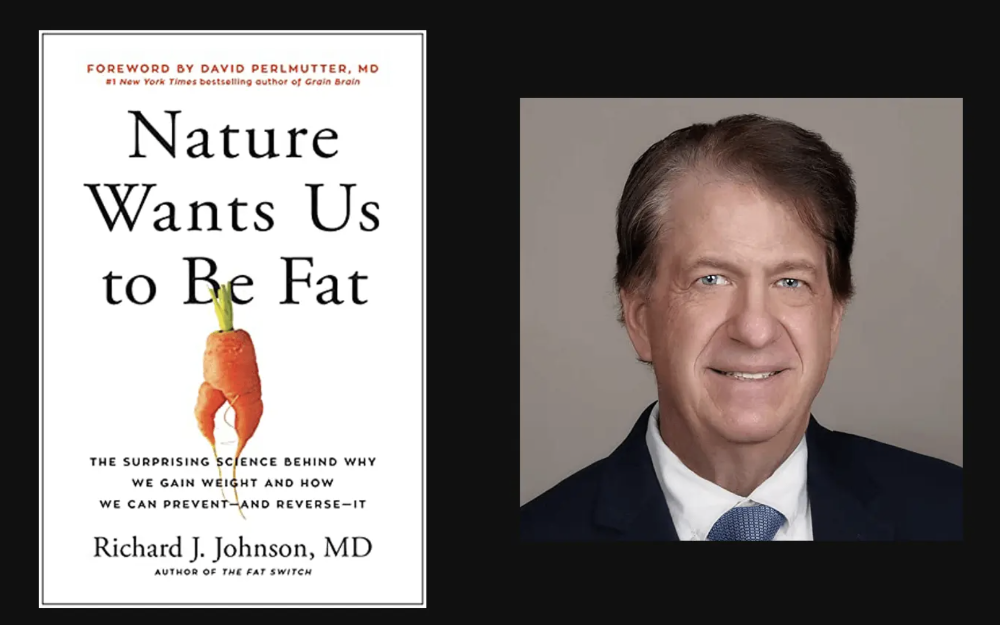 FOREWORD BY DAVID PERLMUTTER, MD
#1 New York Times bestselling author of Grain Brain
Nature
Wants Us
to Be Fat
THE SURPRISING SCIENCE BEHIND WHY
WE GAIN WEIGHT AND HOW
WE CAN PREVENT—AND REVERSE—IT
Richard J. Johnson, MD
AUTHOR OF THE FAT SWITCH